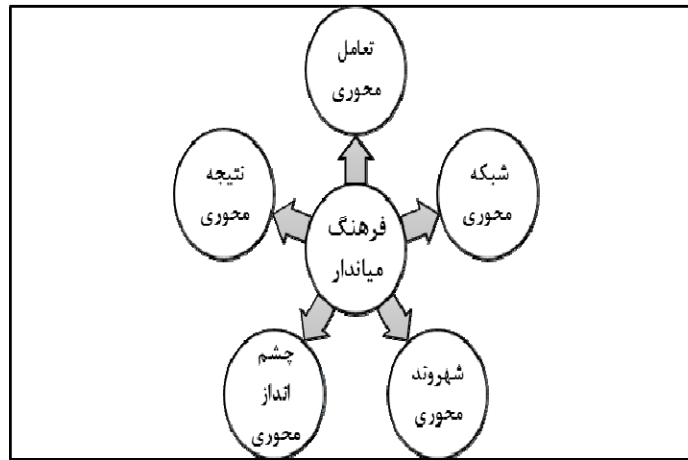 تعامل
محوری
شبکه
محوری
نتیجه
محوری
فرهنگ
میاندار
شهروند
محوری
چشم
انداز
محوری